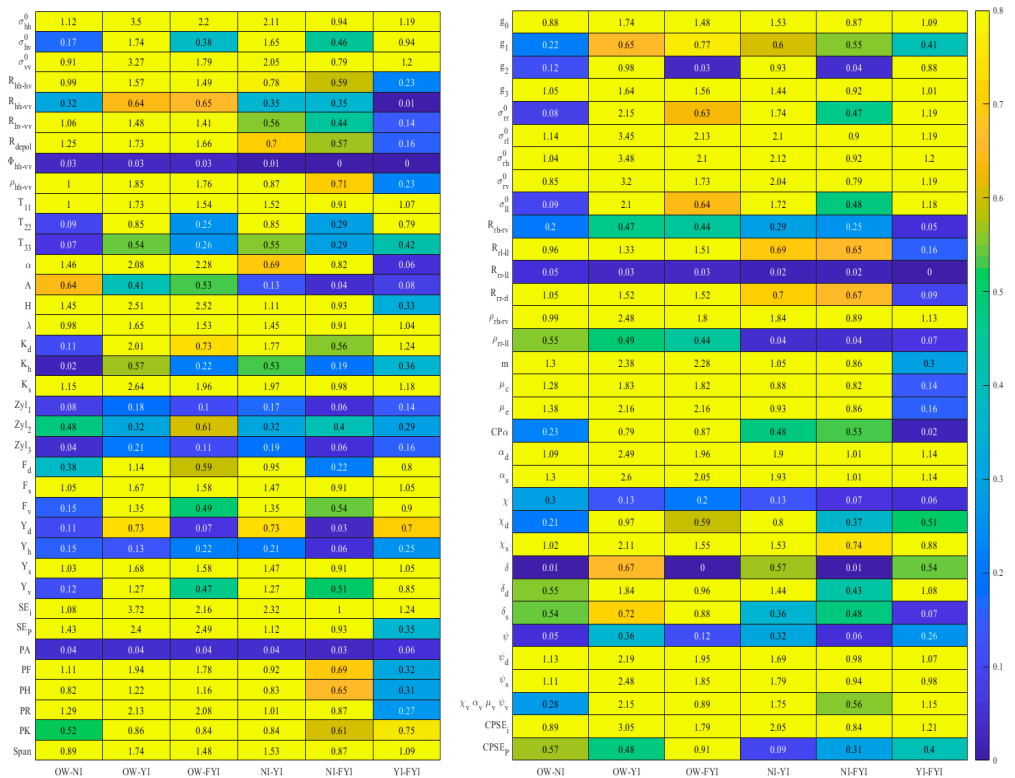 σ⁰hh 1.12 3.5 2.2 2.11 0.94 1.19
σ⁰hv 0.17 1.74 0.38 1.65 0.46 0.94
σ⁰vv 0.91 3.27 1.79 2.05 0.79 1.2
Rhh-hv 0.99 1.57 1.49 0.78 0.59 0.23
Rhh-vv 0.32 0.64 0.65 0.35 0.35 0.01
Rhv-vv 1.06 1.48 1.41 0.56 0.44 0.14
Rdepol 1.25 1.73 1.66 0.7 0.57 0.16
Φhh-vv 0.03 0.03 0.03 0.01 0 0
ρhh-vv 1 1.85 1.76 0.87 0.71 0.23
T11 1 1.73 1.54 1.52 0.91 1.07
T22 0.09 0.85 0.25 0.85 0.29 0.79
T33 0.07 0.54 0.26 0.55 0.29 0.42
α 1.46 2.08 2.28 0.69 0.82 0.06
A 0.64 0.41 0.53 0.13 0.04 0.08
H 1.45 2.51 2.52 1.11 0.93 0.33
λ 0.98 1.65 1.53 1.45 0.91 1.04
Kd 0.11 2.01 0.73 1.77 0.56 1.24
Kh 0.02 0.57 0.22 0.53 0.19 0.36
Ks 1.15 2.64 1.96 1.97 0.98 1.18
Zyl1 0.08 0.18 0.1 0.17 0.06 0.14
Zyl2 0.48 0.32 0.61 0.32 0.4 0.29
Zyl3 0.04 0.21 0.11 0.19 0.06 0.16
Fd 0.38 1.14 0.59 0.95 0.22 0.8
Fs 1.05 1.67 1.58 1.47 0.91 1.05
Fv 0.15 1.35 0.49 1.35 0.54 0.9
Yd 0.11 0.73 0.07 0.73 0.03 0.7
Yh 0.15 0.13 0.22 0.21 0.06 0.25
Ys 1.03 1.68 1.58 1.47 0.91 1.05
Yv 0.12 1.27 0.47 1.27 0.51 0.85
SEi 1.08 3.72 2.16 2.32 1 1.24
SEp 1.43 2.4 2.49 1.12 0.93 0.35
PA 0.04 0.04 0.04 0.04 0.03 0.06
PF 1.11 1.94 1.78 0.92 0.69 0.32
PH 0.82 1.22 1.16 0.83 0.65 0.31
PR 1.29 2.13 2.08 1.01 0.87 0.27
PK 0.52 0.86 0.84 0.84 0.61 0.75
Span 0.89 1.74 1.48 1.53 0.87 1.09
OW-NI OW-YI OW-FYI NI-YI NI-FYI YI-FYI
g0 0.88 1.74 1.48 1.53 0.87 1.09
g1 0.22 0.65 0.77 0.6 0.55 0.41
g2 0.12 0.98 0.03 0.93 0.04 0.88
g3 1.05 1.64 1.56 1.44 0.92 1.01
σ⁰rr 0.08 2.15 0.63 1.74 0.47 1.19
σ⁰rl 1.14 3.45 2.13 2.1 0.9 1.19
σ⁰rh 1.04 3.48 2.1 2.12 0.92 1.2
σ⁰rv 0.85 3.2 1.73 2.04 0.79 1.19
σ⁰ll 0.09 2.1 0.64 1.72 0.48 1.18
Rrh-rv 0.2 0.47 0.44 0.29 0.25 0.05
Rrl-ll 0.96 1.33 1.51 0.69 0.65 0.16
Rrr-ll 0.05 0.03 0.03 0.02 0.02 0
Rrr-rl 1.05 1.52 1.52 0.7 0.67 0.09
ρrh-rv 0.99 2.48 1.8 1.84 0.89 1.13
ρrr-ll 0.55 0.49 0.44 0.04 0.04 0.07
m 1.3 2.38 2.28 1.05 0.86 0.3
μc 1.28 1.83 1.82 0.88 0.82 0.14
μe 1.38 2.16 2.16 0.93 0.86 0.16
CPα 0.23 0.79 0.87 0.48 0.53 0.02
αd 1.09 2.49 1.96 1.9 1.01 1.14
αs 1.3 2.6 2.05 1.93 1.01 1.14
χ 0.3 0.13 0.2 0.13 0.07 0.06
χd 0.21 0.97 0.59 0.8 0.37 0.51
χs 1.02 2.11 1.55 1.53 0.74 0.88
δ 0.01 0.67 0 0.57 0.01 0.54
δd 0.55 1.84 0.96 1.44 0.43 1.08
δs 0.54 0.72 0.88 0.36 0.48 0.07
ψ 0.05 0.36 0.12 0.32 0.06 0.26
ψd 1.13 2.19 1.95 1.69 0.98 1.07
ψs 1.11 2.48 1.85 1.79 0.94 0.98
χv αv μv ψv 0.28 2.15 0.89 1.75 0.56 1.15
CPSEi 0.89 3.05 1.79 2.05 0.84 1.21
CPSEp 0.57 0.48 0.91 0.09 0.31 0.4
OW-NI OW-YI OW-FYI NI-YI NI-FYI YI-FYI
0.8
0.7
0.6
0.5
0.4
0.3
0.2
0.1
0